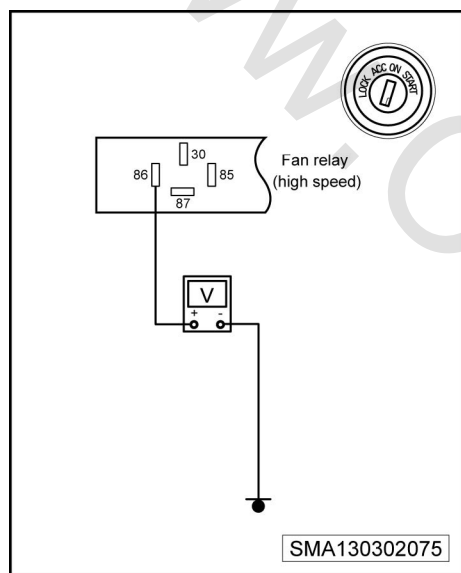 LOCK ACC ON START
30
Fan relay
86
85
(high speed)
87
V
+ -
SMA130302075